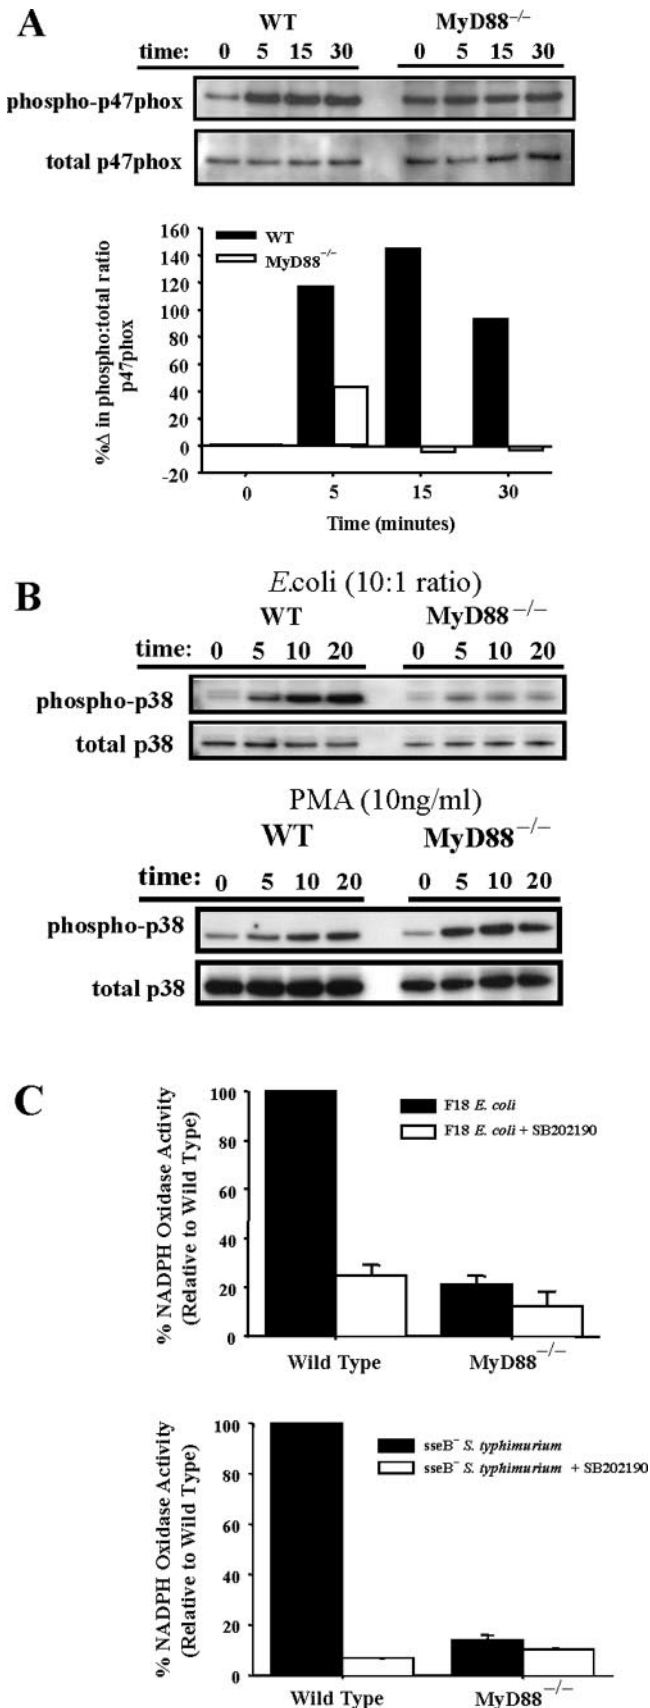 A
WT MyD88−/−
time: 0 5 15 30 0 5 15 30
phospho-p47phox
total p47phox
%Δ in phospho:total ratio
p47phox
160
140
120
100
80
60
40
20
0
-20
WT
MyD88−/−
0 5 15 30
Time (minutes)
B
E.coli (10:1 ratio)
WT MyD88−/−
time: 0 5 10 20 0 5 10 20
phospho-p38
total p38
PMA (10ng/ml)
WT MyD88−/−
time: 0 5 10 20 0 5 10 20
phospho-p38
total p38
C
% NADPH Oxidase Activity
(Relative to Wild Type)
100
80
60
40
20
0
F18 E. coli
F18 E. coli + SB202190
Wild Type MyD88−/−
% NADPH Oxidase Activity
(Relative to Wild Type)
100
80
60
40
20
0
sseB− S. typhimurium
sseB− S. typhimurium + SB202190
Wild Type MyD88−/−